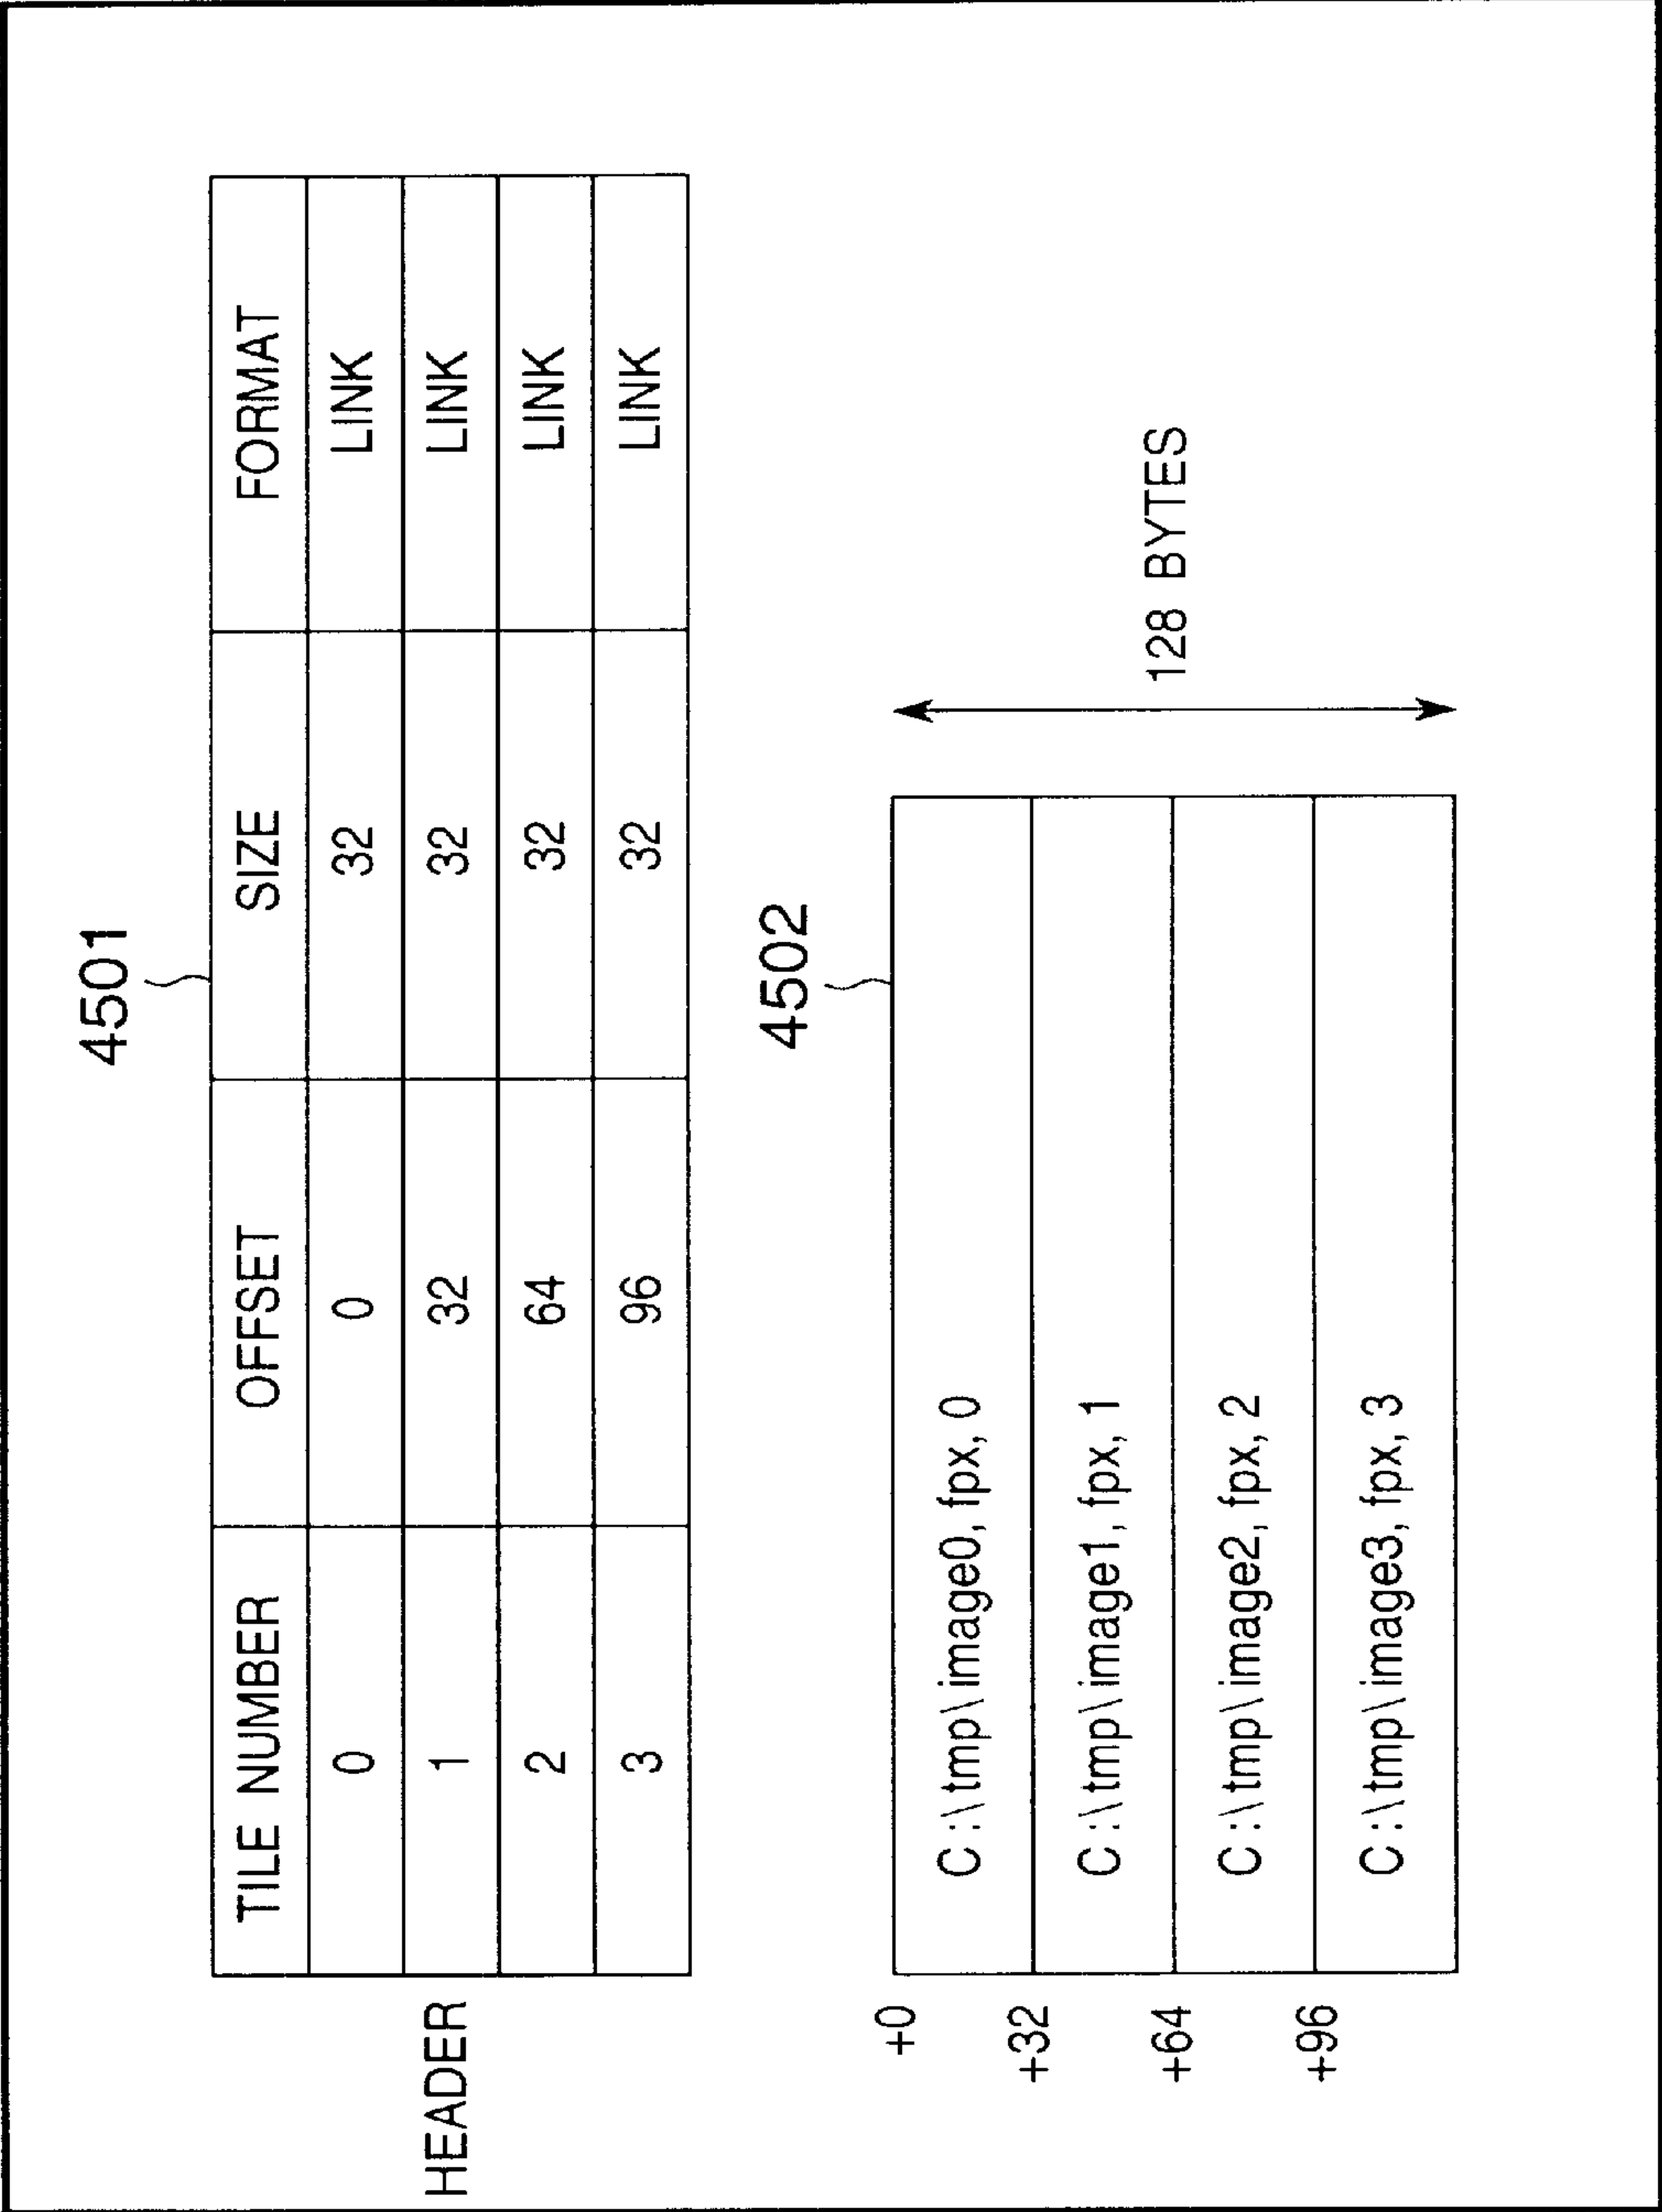 4501
TILE NUMBER OFFSET SIZE FORMAT
0 0 32 LINK
1 32 32 LINK
HEADER
2 64 32 LINK
3 96 32 LINK
4502
+0
C:\tmp\image0, fpx, 0
+32
C:\tmp\image1, fpx, 1
128 BYTES
+64
C:\tmp\image2, fpx, 2
+96
C:\tmp\image3, fpx, 3